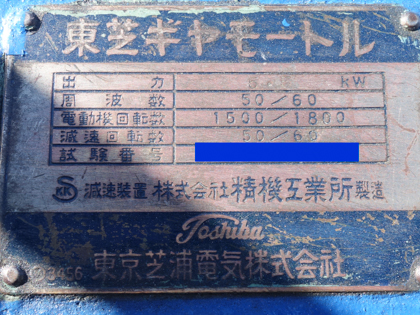 東芝ギヤモートル
出力 kW
周波数 50/60
電動機回転数 1500/1800
減速回転数 50/60
試験番号
SKK 減速装置 株式会社 精機工業所 製造
Toshiba
東京芝浦電気株式会社